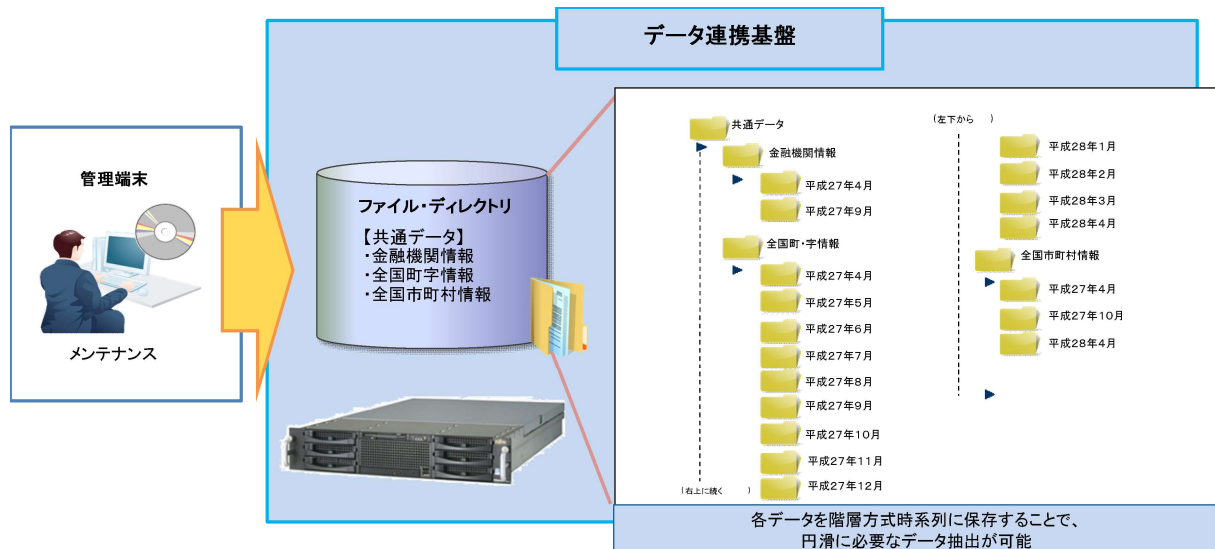 データ連携基盤
管理端末
メンテナンス
ファイル・ディレクトリ
【共通データ】
・金融機関情報
・全国町字情報
・全国市町村情報
共通データ
金融機関情報
平成27年4月
平成27年9月
全国町・字情報
平成27年4月
平成27年5月
平成27年6月
平成27年7月
平成27年8月
平成27年9月
平成27年10月
平成27年11月
平成27年12月
(右上に続く　　)
(左下から　　)
平成28年1月
平成28年2月
平成28年3月
平成28年4月
全国市町村情報
平成27年4月
平成27年10月
平成28年4月
各データを階層方式時系列に保存することで、
円滑に必要なデータ抽出が可能